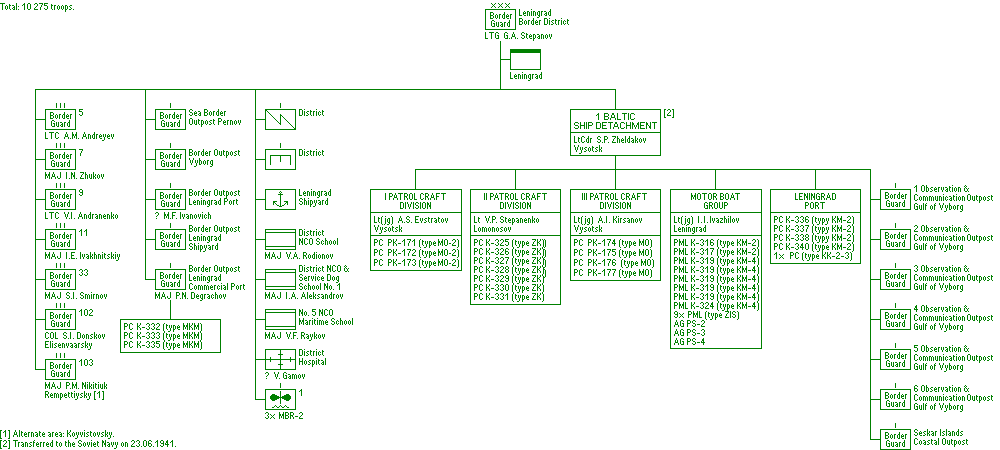 Total: 10 275 troops.
XXX
Border
Guard
Leningrad
Border District
LTG G.A. Stepanov
Leningrad
III
Border
Guard
5
LTC A.M. Andreyev
III
Border
Guard
7
MAJ I.N. Zhukov
III
Border
Guard
9
LTC V.I. Andranenko
III
Border
Guard
11
MAJ I.E. Ivakhnitskiy
III
Border
Guard
33
MAJ S.I. Smirnov
III
Border
Guard
102
COL S.I. Donskov
Elisenvaarsky
III
Border
Guard
103
MAJ P.M. Nikitiuk
Rempettiysky [1]
I
Border
Guard
Sea Border
Outpost Pernov
I
Border
Guard
Border Outpost
Vyborg
I
Border
Guard
Border Outpost
Leningrad Port
? M.F. Ivanovich
I
Border
Guard
Border Outpost
Leningrad
Shipyard
I
Border
Guard
Border Outpost
Leningrad
Commercial Port
MAJ P.N. Degrachov
PC K-332 (type MKM)
PC K-333 (type MKM)
PC K-335 (type MKM)
I
District
I
District
Leningrad
Shipyard
District
NCO School
MAJ V.A. Rodionov
District NCO &
Service Dog
School No. 1
MAJ I.A. Aleksandrov
No. 5 NCO
Maritime School
MAJ V.F. Raykov
District
Hospital
? V. Gamov
I
1
3x MBR-2
1 BALTIC
SHIP DETACHMENT
[2]
LtCdr S.P. Zheldakov
Vysotsk
I PATROL CRAFT
DIVISION
Lt(jg) A.S. Evstratov
Vysotsk
PC PK-171 (type MO-2)
PC PK-172 (type MO-2)
PC PK-173 (type MO-2)
II PATROL CRAFT
DIVISION
Lt V.P. Stepanenko
Lomonosov
PC K-325 (type ZK)
PC K-326 (type ZK)
PC K-327 (type ZK)
PC K-328 (type ZK)
PC K-329 (type ZK)
PC K-330 (type ZK)
PC K-331 (type ZK)
III PATROL CRAFT
DIVISION
Lt(jg) A.I. Kirsanov
Vysotsk
PC PK-174 (type MO)
PC PK-175 (type MO)
PC PK-176 (type MO)
PC PK-177 (type MO)
MOTOR BOAT
GROUP
Lt(jg) I.I. Ivazhilov
Leningrad
PML K-316 (type KM-2)
PML K-317 (type KM-2)
PML K-319 (type KM-4)
PML K-319 (type KM-4)
PML K-319 (type KM-4)
PML K-319 (type KM-4)
PML K-319 (type KM-4)
PML K-324 (type KM-4)
9x PML (type ZIS)
AG PS-2
AG PS-3
AG PS-4
LENINGRAD
PORT
PC K-336 (typy KM-2)
PC K-337 (type KM-2)
PC K-338 (type KM-2)
PC K-340 (type KM-2)
1x PC (type KK-2-3)
Border
Guard
1 Observation &
Communication Outpost
Gulf of Vyborg
Border
Guard
2 Observation &
Communication Outpost
Gulf of Vyborg
Border
Guard
3 Observation &
Communication Outpost
Gulf of Vyborg
Border
Guard
4 Observation &
Communication Outpost
Gulf of Vyborg
Border
Guard
5 Observation &
Communication Outpost
Gulf of Vyborg
Border
Guard
6 Observation &
Communication Outpost
Gulf of Vyborg
Border
Guard
Seskar Islands
Coastal Outpost
[1] Alternate area: Koyvistovsky.
[2] Transferred to the Soviet Navy on 23.06.1941.